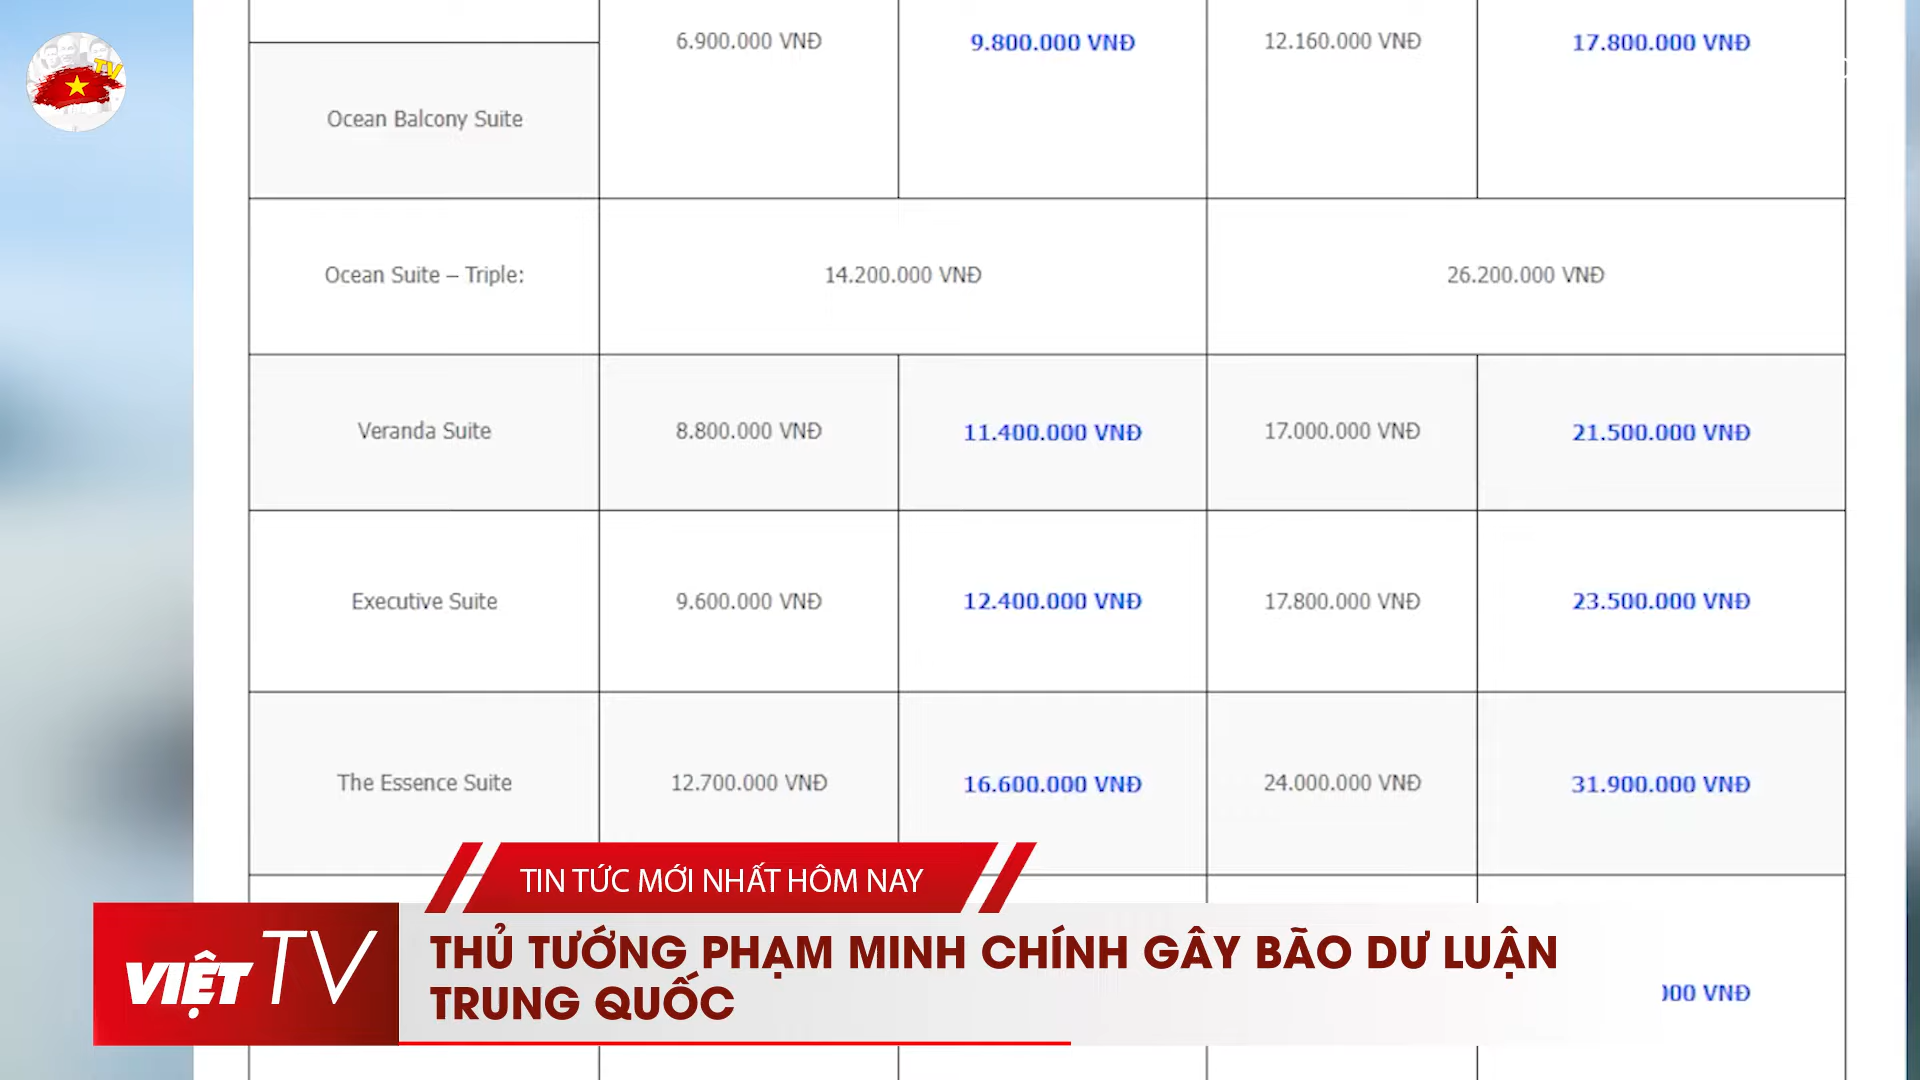 TV
6.900.000 VNĐ
9.800.000 VNĐ
12.160.000 VNĐ
17.800.000 VNĐ
Ocean Balcony Suite
Ocean Suite – Triple:
14.200.000 VNĐ
26.200.000 VNĐ
Veranda Suite
8.800.000 VNĐ
11.400.000 VNĐ
17.000.000 VNĐ
21.500.000 VNĐ
Executive Suite
9.600.000 VNĐ
12.400.000 VNĐ
17.800.000 VNĐ
23.500.000 VNĐ
The Essence Suite
12.700.000 VNĐ
16.600.000 VNĐ
24.000.000 VNĐ
31.900.000 VNĐ
TIN TỨC MỚI NHẤT HÔM NAY
VIỆT TV
THỦ TƯỚNG PHẠM MINH CHÍNH GÂY BÃO DƯ LUẬN
TRUNG QUỐC
VNĐ